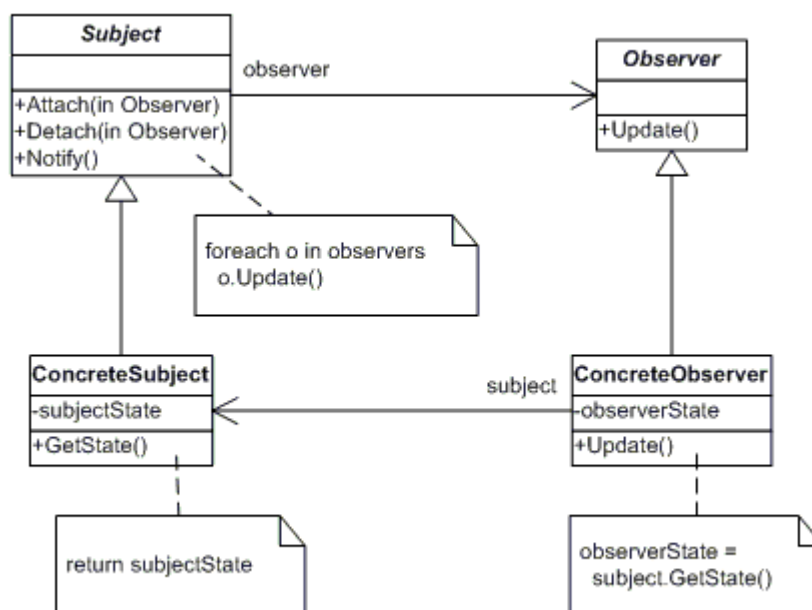 Subject
+Attach(in Observer)
+Detach(in Observer)
+Notify()
observer
Observer
+Update()
foreach o in observers
o.Update()
ConcreteSubject
-subjectState
+GetState()
subject
ConcreteObserver
-observerState
+Update()
return subjectState
observerState =
subject.GetState()